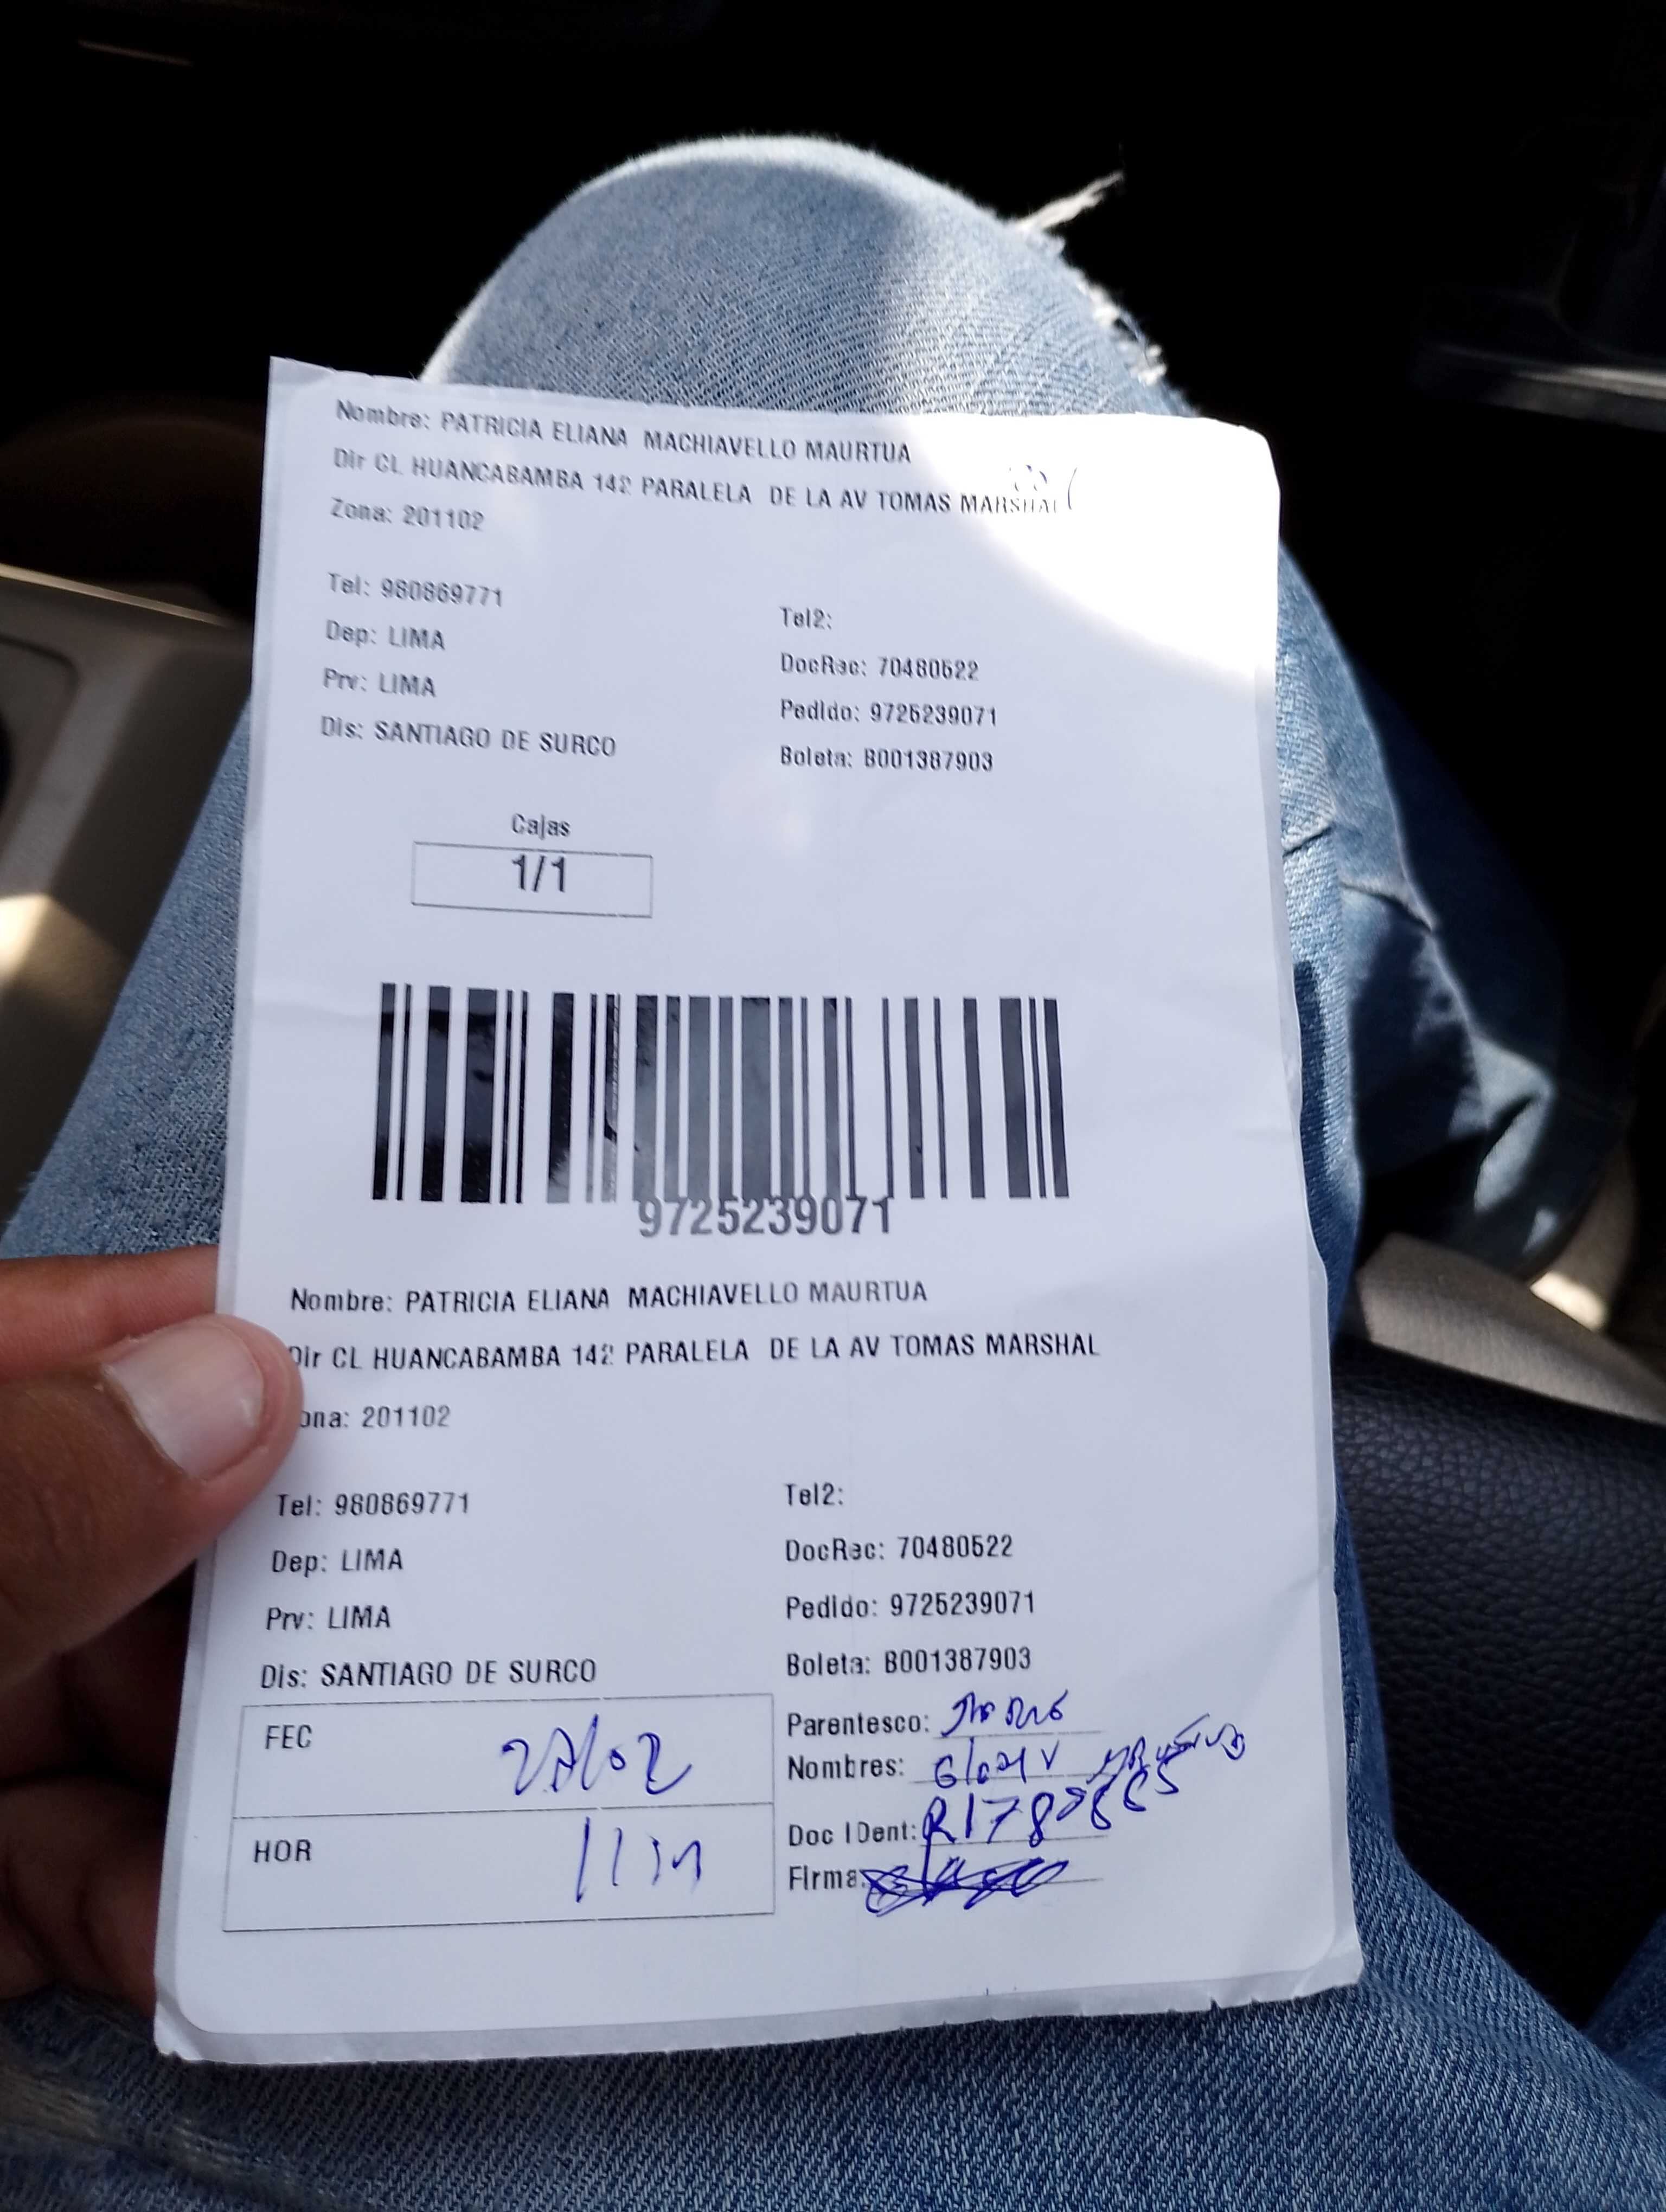 Nombre: PATRICIA ELIANA MACHIAVELLO MAURTUA
Dir CL HUANCABAMBA 142 PARALELA DE LA AV TOMAS MARSHAL
Zona: 201102
Tel: 980869771
Tel2:
Dep: LIMA
DocRec: 70480522
Prv: LIMA
Pedido: 9725239071
Dis: SANTIAGO DE SURCO
Boleta: B001387903
Cajas
1/1
9725239071
Nombre: PATRICIA ELIANA MACHIAVELLO MAURTUA
Dir CL HUANCABAMBA 142 PARALELA DE LA AV TOMAS MARSHAL
ona: 201102
Tel: 980869771
Tel2:
Dep: LIMA
DocRec: 70480522
Prv: LIMA
Pedido: 9725239071
Dis: SANTIAGO DE SURCO
Boleta: B001387903
FEC 27/02
Parentesco:
Nombres:
HOR
Doc IDent:
Firma: